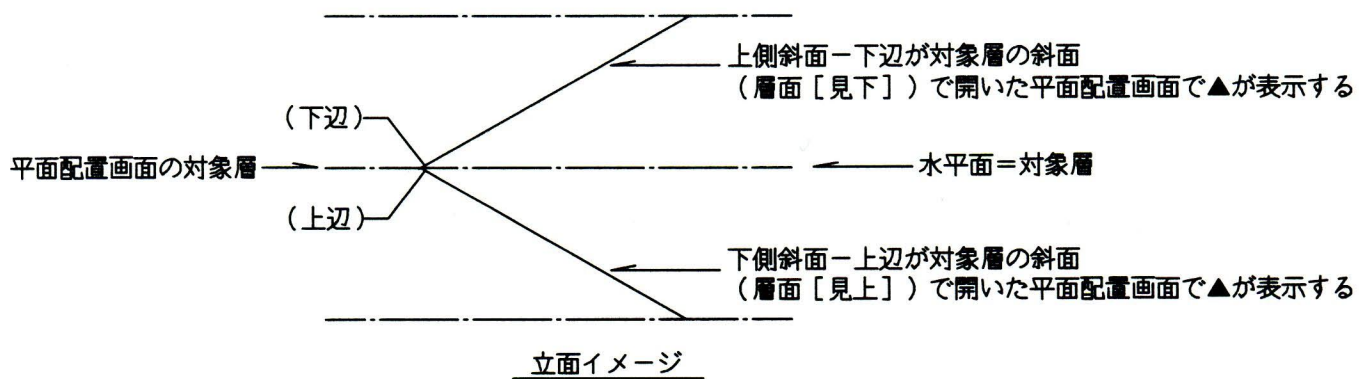 上側斜面－下辺が対象層の斜面
（層面［見下］）で開いた平面配置画面で▲が表示する
（下辺）
平面配置画面の対象層
水平面＝対象層
（上辺）
下側斜面－上辺が対象層の斜面
（層面［見上］）で開いた平面配置画面で▲が表示する
立面イメージ